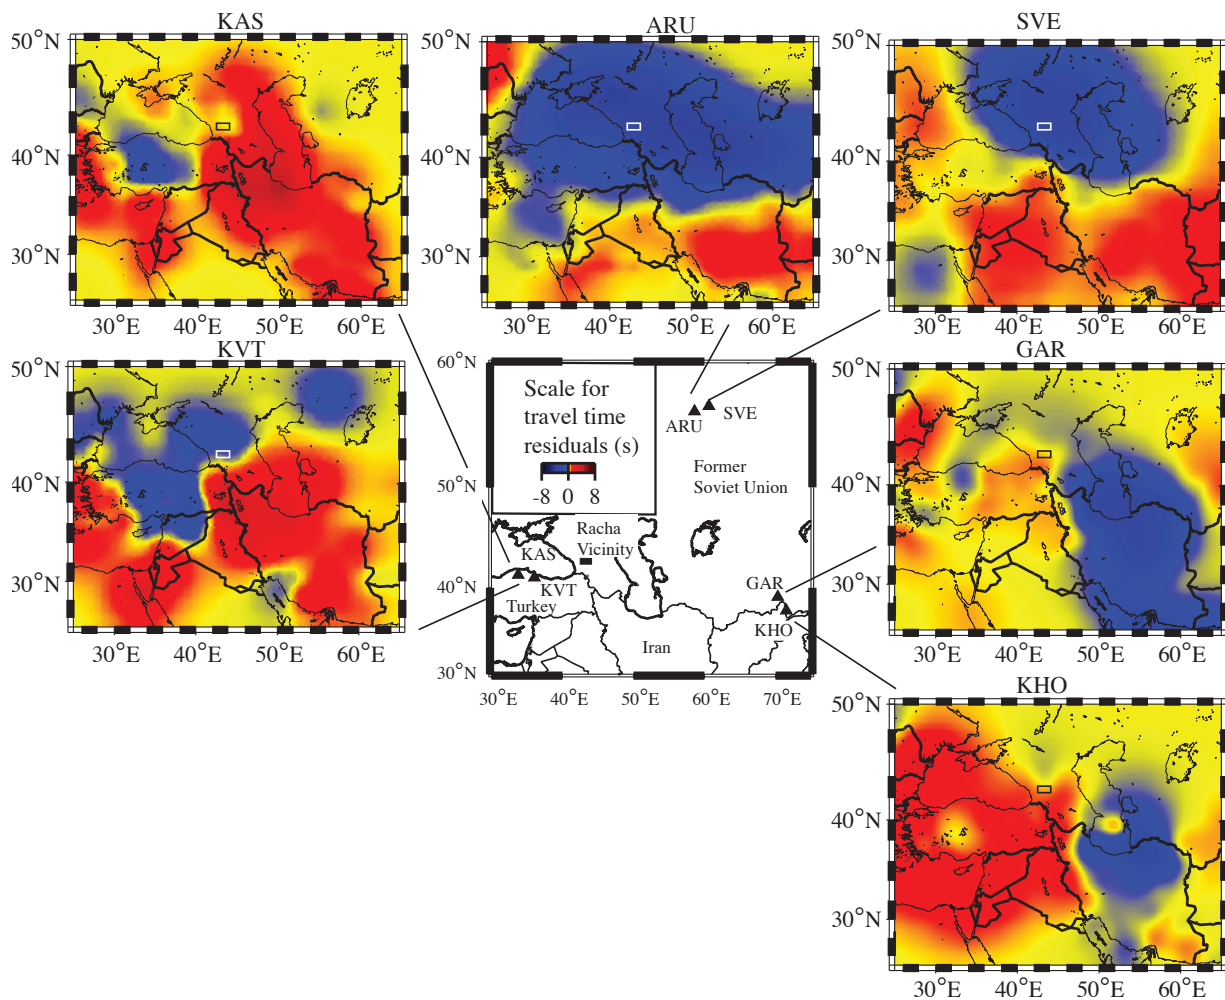 KAS
ARU
SVE
50°N
40°N
30°N
30°E 40°E 50°E 60°E
50°N
40°N
30°N
30°E 40°E 50°E 60°E
50°N
40°N
30°N
30°E 40°E 50°E 60°E
KVT
50°N
40°N
30°N
30°E 40°E 50°E 60°E
60°N
50°N
40°N
30°N
30°E 40°E 50°E 60°E 70°E
Scale for
travel time
residuals (s)
-8 0 8
ARU
SVE
Former
Soviet Union
Racha
Vicinity
KAS
KVT
Turkey
Iran
GAR
KHO
GAR
50°N
40°N
30°N
30°E 40°E 50°E 60°E
KHO
50°N
40°N
30°N
30°E 40°E 50°E 60°E